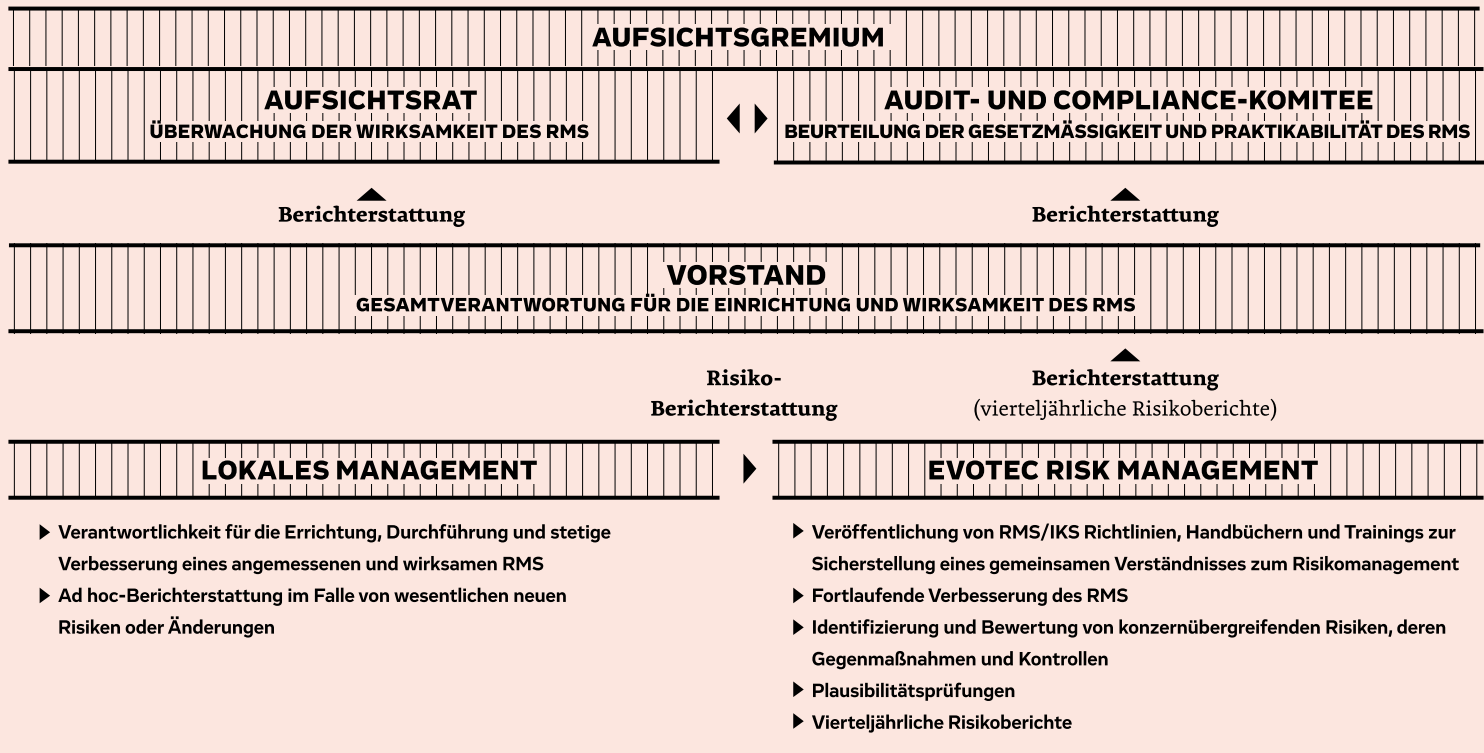 AUFSICHTSGREMIUM
AUFSICHTSRAT
ÜBERWACHUNG DER WIRKSAMKEIT DES RMS
AUDIT- UND COMPLIANCE-KOMITEE
BEURTEILUNG DER GESETZMÄSSIGKEIT UND PRAKTIKABILITÄT DES RMS
Berichterstattung
Berichterstattung
VORSTAND
GESAMTVERANTWORTUNG FÜR DIE EINRICHTUNG UND WIRKSAMKEIT DES RMS
Risiko-
Berichterstattung
Berichterstattung
(vierteljährliche Risikoberichte)
LOKALES MANAGEMENT
Verantwortlichkeit für die Errichtung, Durchführung und stetige
Verbesserung eines angemessenen und wirksamen RMS
Ad hoc-Berichterstattung im Falle von wesentlichen neuen
Risiken oder Änderungen
EVOTEC RISK MANAGEMENT
Veröffentlichung von RMS/IKS Richtlinien, Handbüchern und Trainings zur
Sicherstellung eines gemeinsamen Verständnisses zum Risikomanagement
Fortlaufende Verbesserung des RMS
Identifizierung und Bewertung von konzernübergreifenden Risiken, deren
Gegenmaßnahmen und Kontrollen
Plausibilitätsprüfungen
Vierteljährliche Risikoberichte